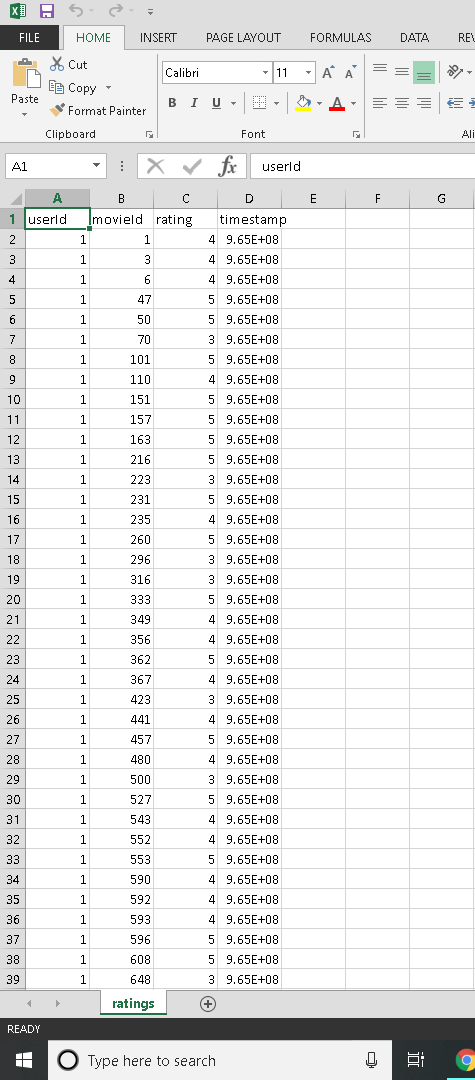 FILE HOME INSERT PAGE LAYOUT FORMULAS DATA REV
Cut
Copy
Format Painter
Paste
Calibri 11 A A
B I U A
Clipboard Font Ali
A1 fx userId
A B C D E F G
1 userId movieId rating timestamp
2 1 1 4 9.65E+08
3 1 3 4 9.65E+08
4 1 6 4 9.65E+08
5 1 47 5 9.65E+08
6 1 50 5 9.65E+08
7 1 70 3 9.65E+08
8 1 101 5 9.65E+08
9 1 110 4 9.65E+08
10 1 151 5 9.65E+08
11 1 157 5 9.65E+08
12 1 163 5 9.65E+08
13 1 216 5 9.65E+08
14 1 223 3 9.65E+08
15 1 231 5 9.65E+08
16 1 235 4 9.65E+08
17 1 260 5 9.65E+08
18 1 296 3 9.65E+08
19 1 316 3 9.65E+08
20 1 333 5 9.65E+08
21 1 349 4 9.65E+08
22 1 356 4 9.65E+08
23 1 362 5 9.65E+08
24 1 367 4 9.65E+08
25 1 423 3 9.65E+08
26 1 441 4 9.65E+08
27 1 457 5 9.65E+08
28 1 480 4 9.65E+08
29 1 500 3 9.65E+08
30 1 527 5 9.65E+08
31 1 543 4 9.65E+08
32 1 552 4 9.65E+08
33 1 553 5 9.65E+08
34 1 590 4 9.65E+08
35 1 592 4 9.65E+08
36 1 593 4 9.65E+08
37 1 596 5 9.65E+08
38 1 608 5 9.65E+08
39 1 648 3 9.65E+08
ratings
READY
Type here to search